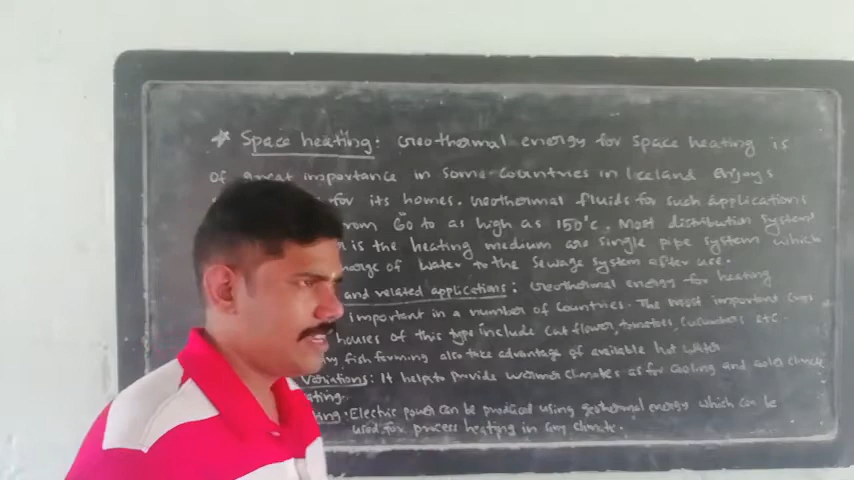 * Space heating: Geothermal energy for space heating is
of great importance in some countries in Iceland enjoys
for its homes. Geothermal fluids for such applications
from 60 to as high as 150°c. Most distribution system
is the heating medium are single pipe system which
of water to the sewage system after use.
and related applications: Geothermal energy for heating
important in a number of countries. The most important crops
houses of this type include cut flower, tomatoes, cucumbers etc.
fish farming also take advantage of available hot water
variations: It helps to provide warmer climates as for cooling and cooler climate
Electric power can be produced using geothermal energy which can be
used for process heating in any climate.